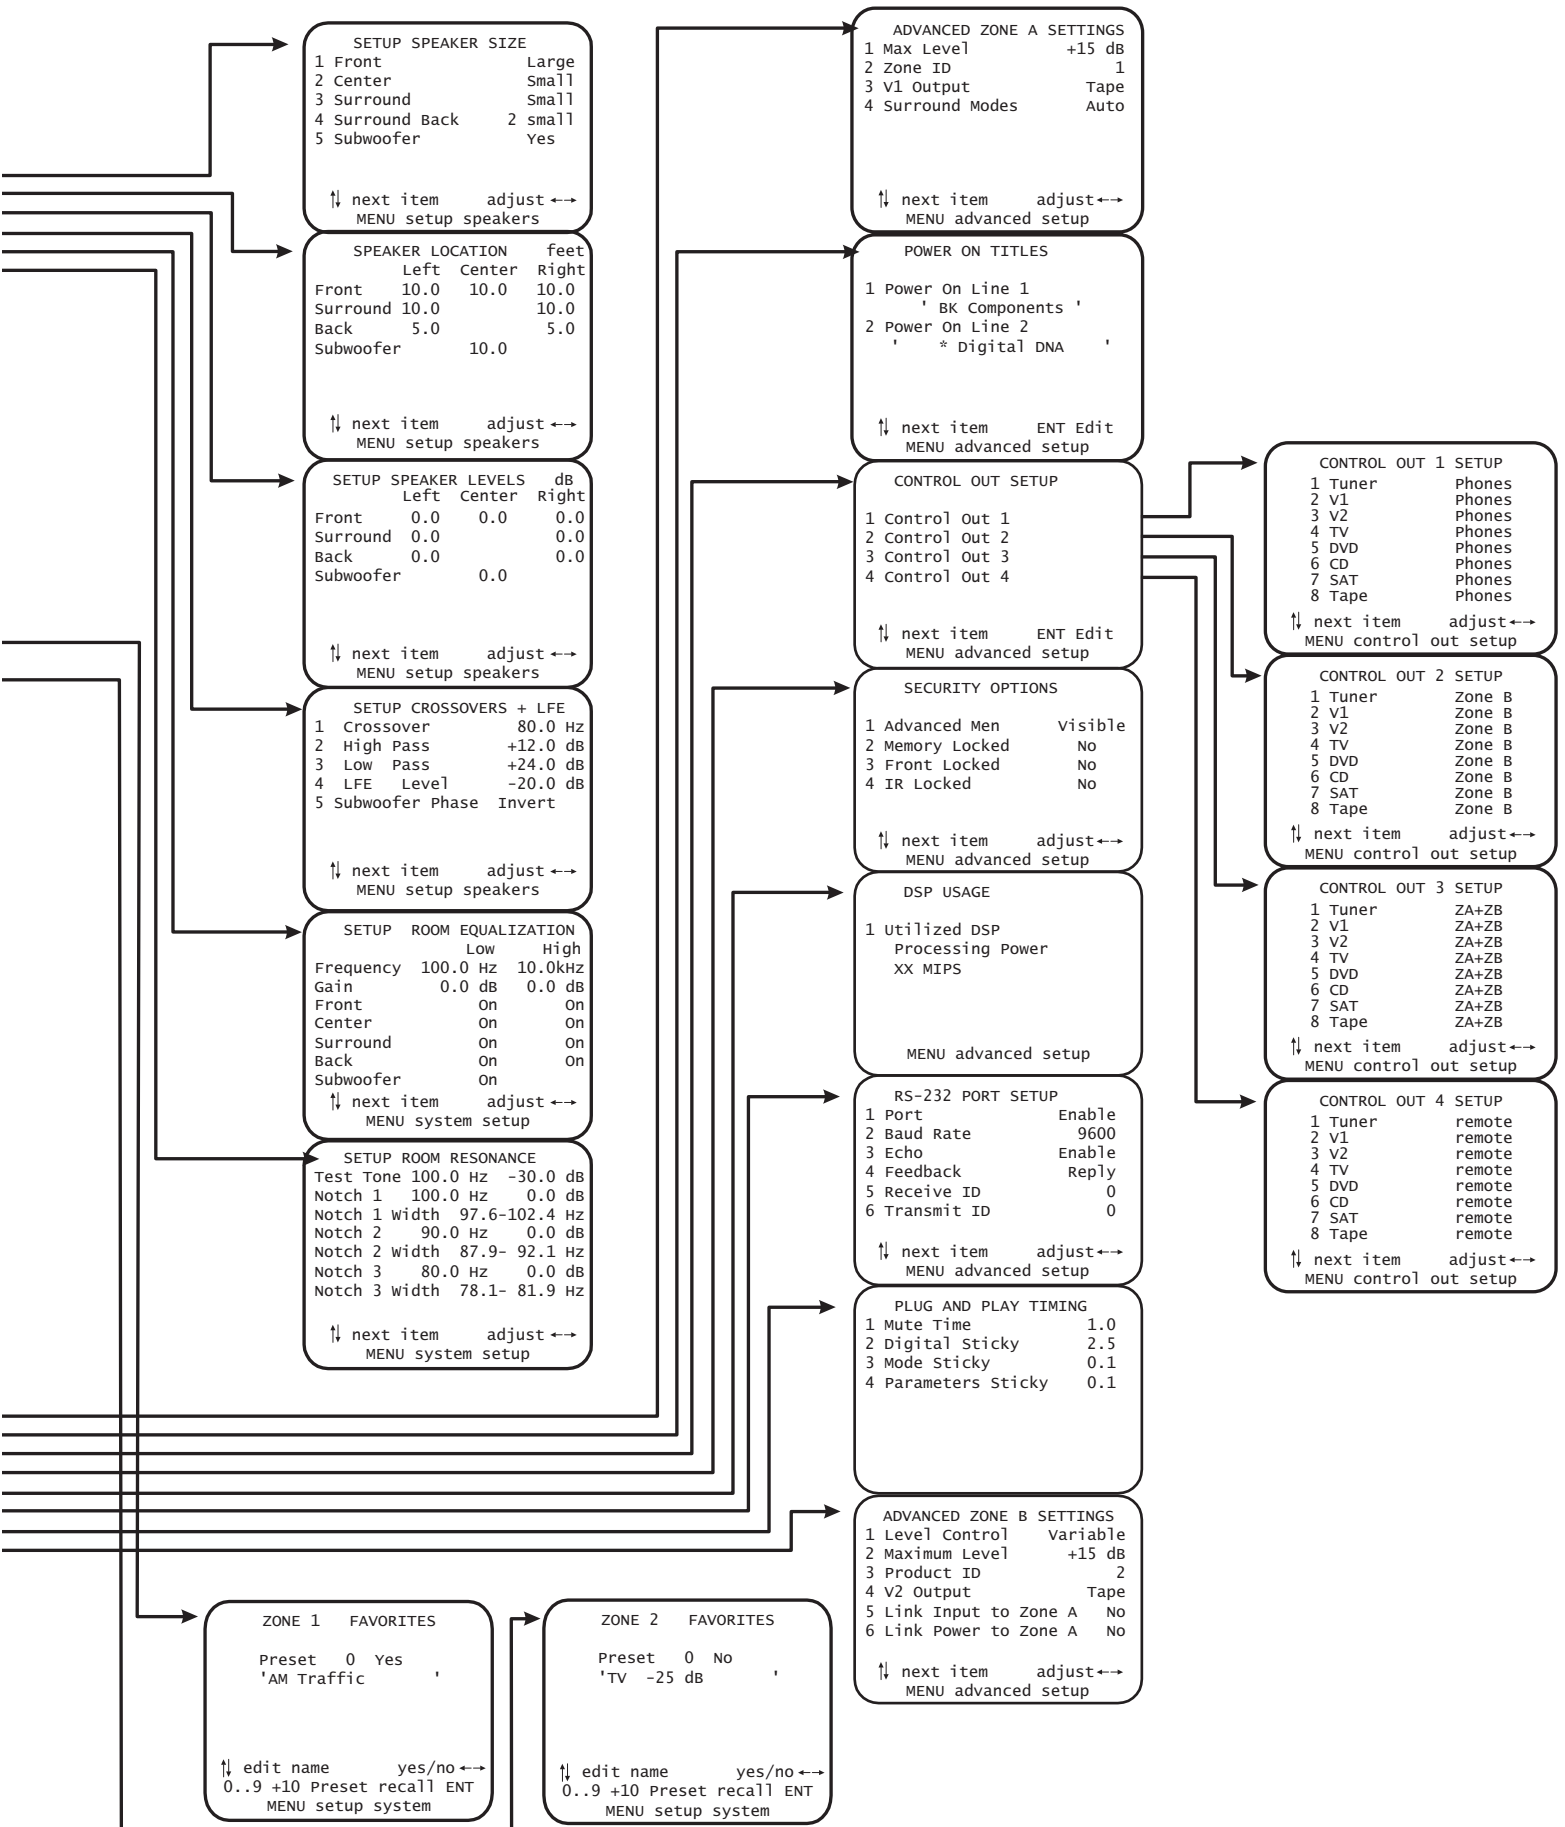 SETUP SPEAKER SIZE
1 Front Large
2 Center Small
3 Surround Small
4 Surround Back 2 small
5 Subwoofer Yes
next item adjust
MENU setup speakers
SPEAKER LOCATION feet
Left Center Right
Front 10.0 10.0 10.0
Surround 10.0 10.0
Back 5.0 5.0
Subwoofer 10.0
next item adjust
MENU setup speakers
SETUP SPEAKER LEVELS dB
Left Center Right
Front 0.0 0.0 0.0
Surround 0.0 0.0
Back 0.0 0.0
Subwoofer 0.0
next item adjust
MENU setup speakers
SETUP CROSSOVERS + LFE
1 Crossover 80.0 Hz
2 High Pass +12.0 dB
3 Low Pass +24.0 dB
4 LFE Level -20.0 dB
5 Subwoofer Phase Invert
next item adjust
MENU setup speakers
SETUP ROOM EQUALIZATION
Low High
Frequency 100.0 Hz 10.0kHz
Gain 0.0 dB 0.0 dB
Front On On
Center On On
Surround On On
Back On On
Subwoofer On
next item adjust
MENU system setup
SETUP ROOM RESONANCE
Test Tone 100.0 Hz -30.0 dB
Notch 1 100.0 Hz 0.0 dB
Notch 1 Width 97.6-102.4 Hz
Notch 2 90.0 Hz 0.0 dB
Notch 2 Width 87.9- 92.1 Hz
Notch 3 80.0 Hz 0.0 dB
Notch 3 Width 78.1- 81.9 Hz
next item adjust
MENU system setup
ZONE 1 FAVORITES
Preset 0 Yes
'AM Traffic '
edit name yes/no
0..9 +10 Preset recall ENT
MENU setup system
ZONE 2 FAVORITES
Preset 0 No
'TV -25 dB '
edit name yes/no
0..9 +10 Preset recall ENT
MENU setup system
ADVANCED ZONE A SETTINGS
1 Max Level +15 dB
2 Zone ID 1
3 V1 Output Tape
4 Surround Modes Auto
next item adjust
MENU advanced setup
POWER ON TITLES
1 Power On Line 1
' BK Components '
2 Power On Line 2
' * Digital DNA '
next item ENT Edit
MENU advanced setup
CONTROL OUT SETUP
1 Control Out 1
2 Control Out 2
3 Control Out 3
4 Control Out 4
next item ENT Edit
MENU advanced setup
SECURITY OPTIONS
1 Advanced Men Visible
2 Memory Locked No
3 Front Locked No
4 IR Locked No
next item adjust
MENU advanced setup
DSP USAGE
1 Utilized DSP
Processing Power
XX MIPS
MENU advanced setup
RS-232 PORT SETUP
1 Port Enable
2 Baud Rate 9600
3 Echo Enable
4 Feedback Reply
5 Receive ID 0
6 Transmit ID 0
next item adjust
MENU advanced setup
PLUG AND PLAY TIMING
1 Mute Time 1.0
2 Digital Sticky 2.5
3 Mode Sticky 0.1
4 Parameters Sticky 0.1
ADVANCED ZONE B SETTINGS
1 Level Control Variable
2 Maximum Level +15 dB
3 Product ID 2
4 V2 Output Tape
5 Link Input to Zone A No
6 Link Power to Zone A No
next item adjust
MENU advanced setup
CONTROL OUT 1 SETUP
1 Tuner Phones
2 V1 Phones
3 V2 Phones
4 TV Phones
5 DVD Phones
6 CD Phones
7 SAT Phones
8 Tape Phones
next item adjust
MENU control out setup
CONTROL OUT 2 SETUP
1 Tuner Zone B
2 V1 Zone B
3 V2 Zone B
4 TV Zone B
5 DVD Zone B
6 CD Zone B
7 SAT Zone B
8 Tape Zone B
next item adjust
MENU control out setup
CONTROL OUT 3 SETUP
1 Tuner ZA+ZB
2 V1 ZA+ZB
3 V2 ZA+ZB
4 TV ZA+ZB
5 DVD ZA+ZB
6 CD ZA+ZB
7 SAT ZA+ZB
8 Tape ZA+ZB
next item adjust
MENU control out setup
CONTROL OUT 4 SETUP
1 Tuner remote
2 V1 remote
3 V2 remote
4 TV remote
5 DVD remote
6 CD remote
7 SAT remote
8 Tape remote
next item adjust
MENU control out setup